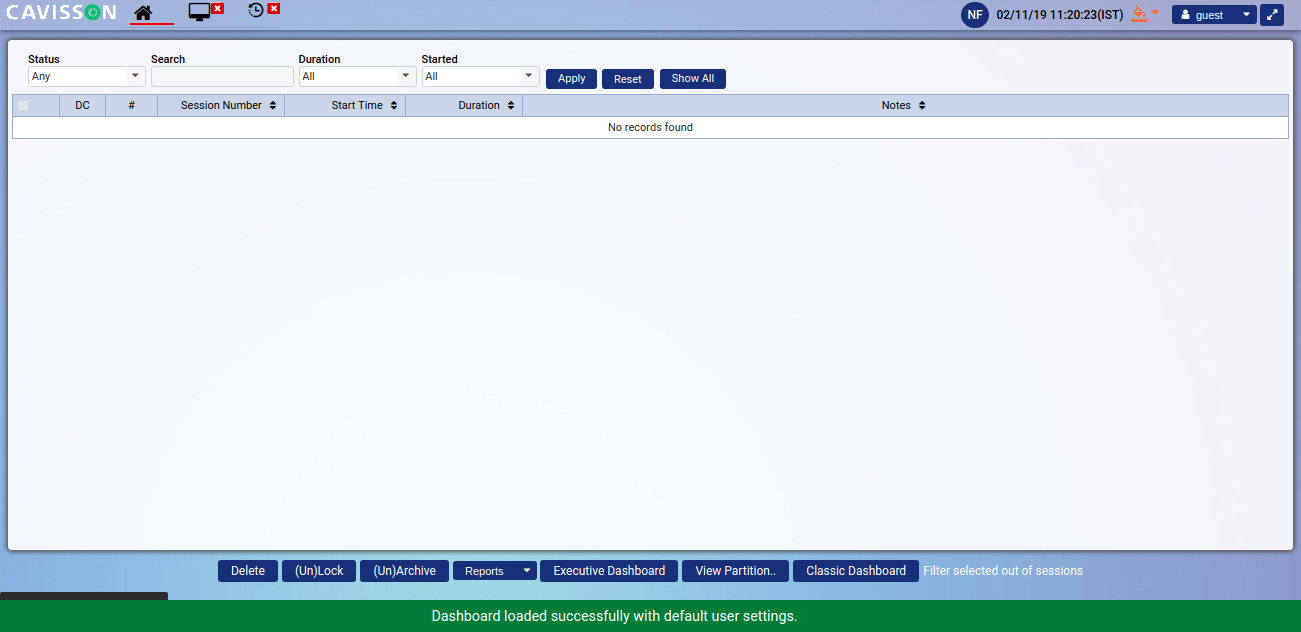 CAVISSON
NF 02/11/19 11:20:23(IST) guest
Status Search Duration Started
Any All All Apply Reset Show All
DC # Session Number Start Time Duration Notes
No records found
Delete (Un)Lock (Un)Archive Reports Executive Dashboard View Partition.. Classic Dashboard Filter selected out of sessions
Dashboard loaded successfully with default user settings.